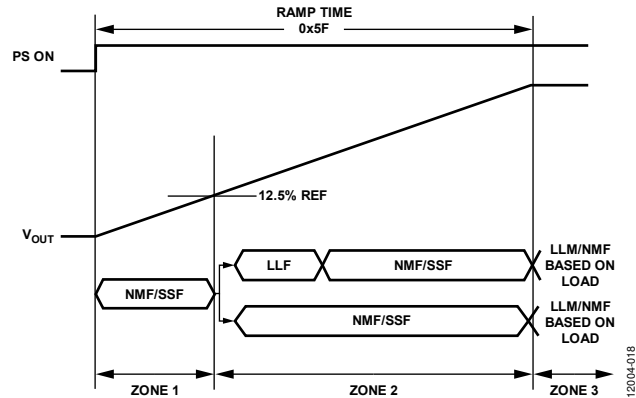 RAMP TIME
0x5F
PS ON
12.5% REF
VOUT
LLF
NMF/SSF
LLM/NMF
BASED ON
LOAD
NMF/SSF
NMF/SSF
LLM/NMF
BASED ON
LOAD
ZONE 1
ZONE 2
ZONE 3
12004-018